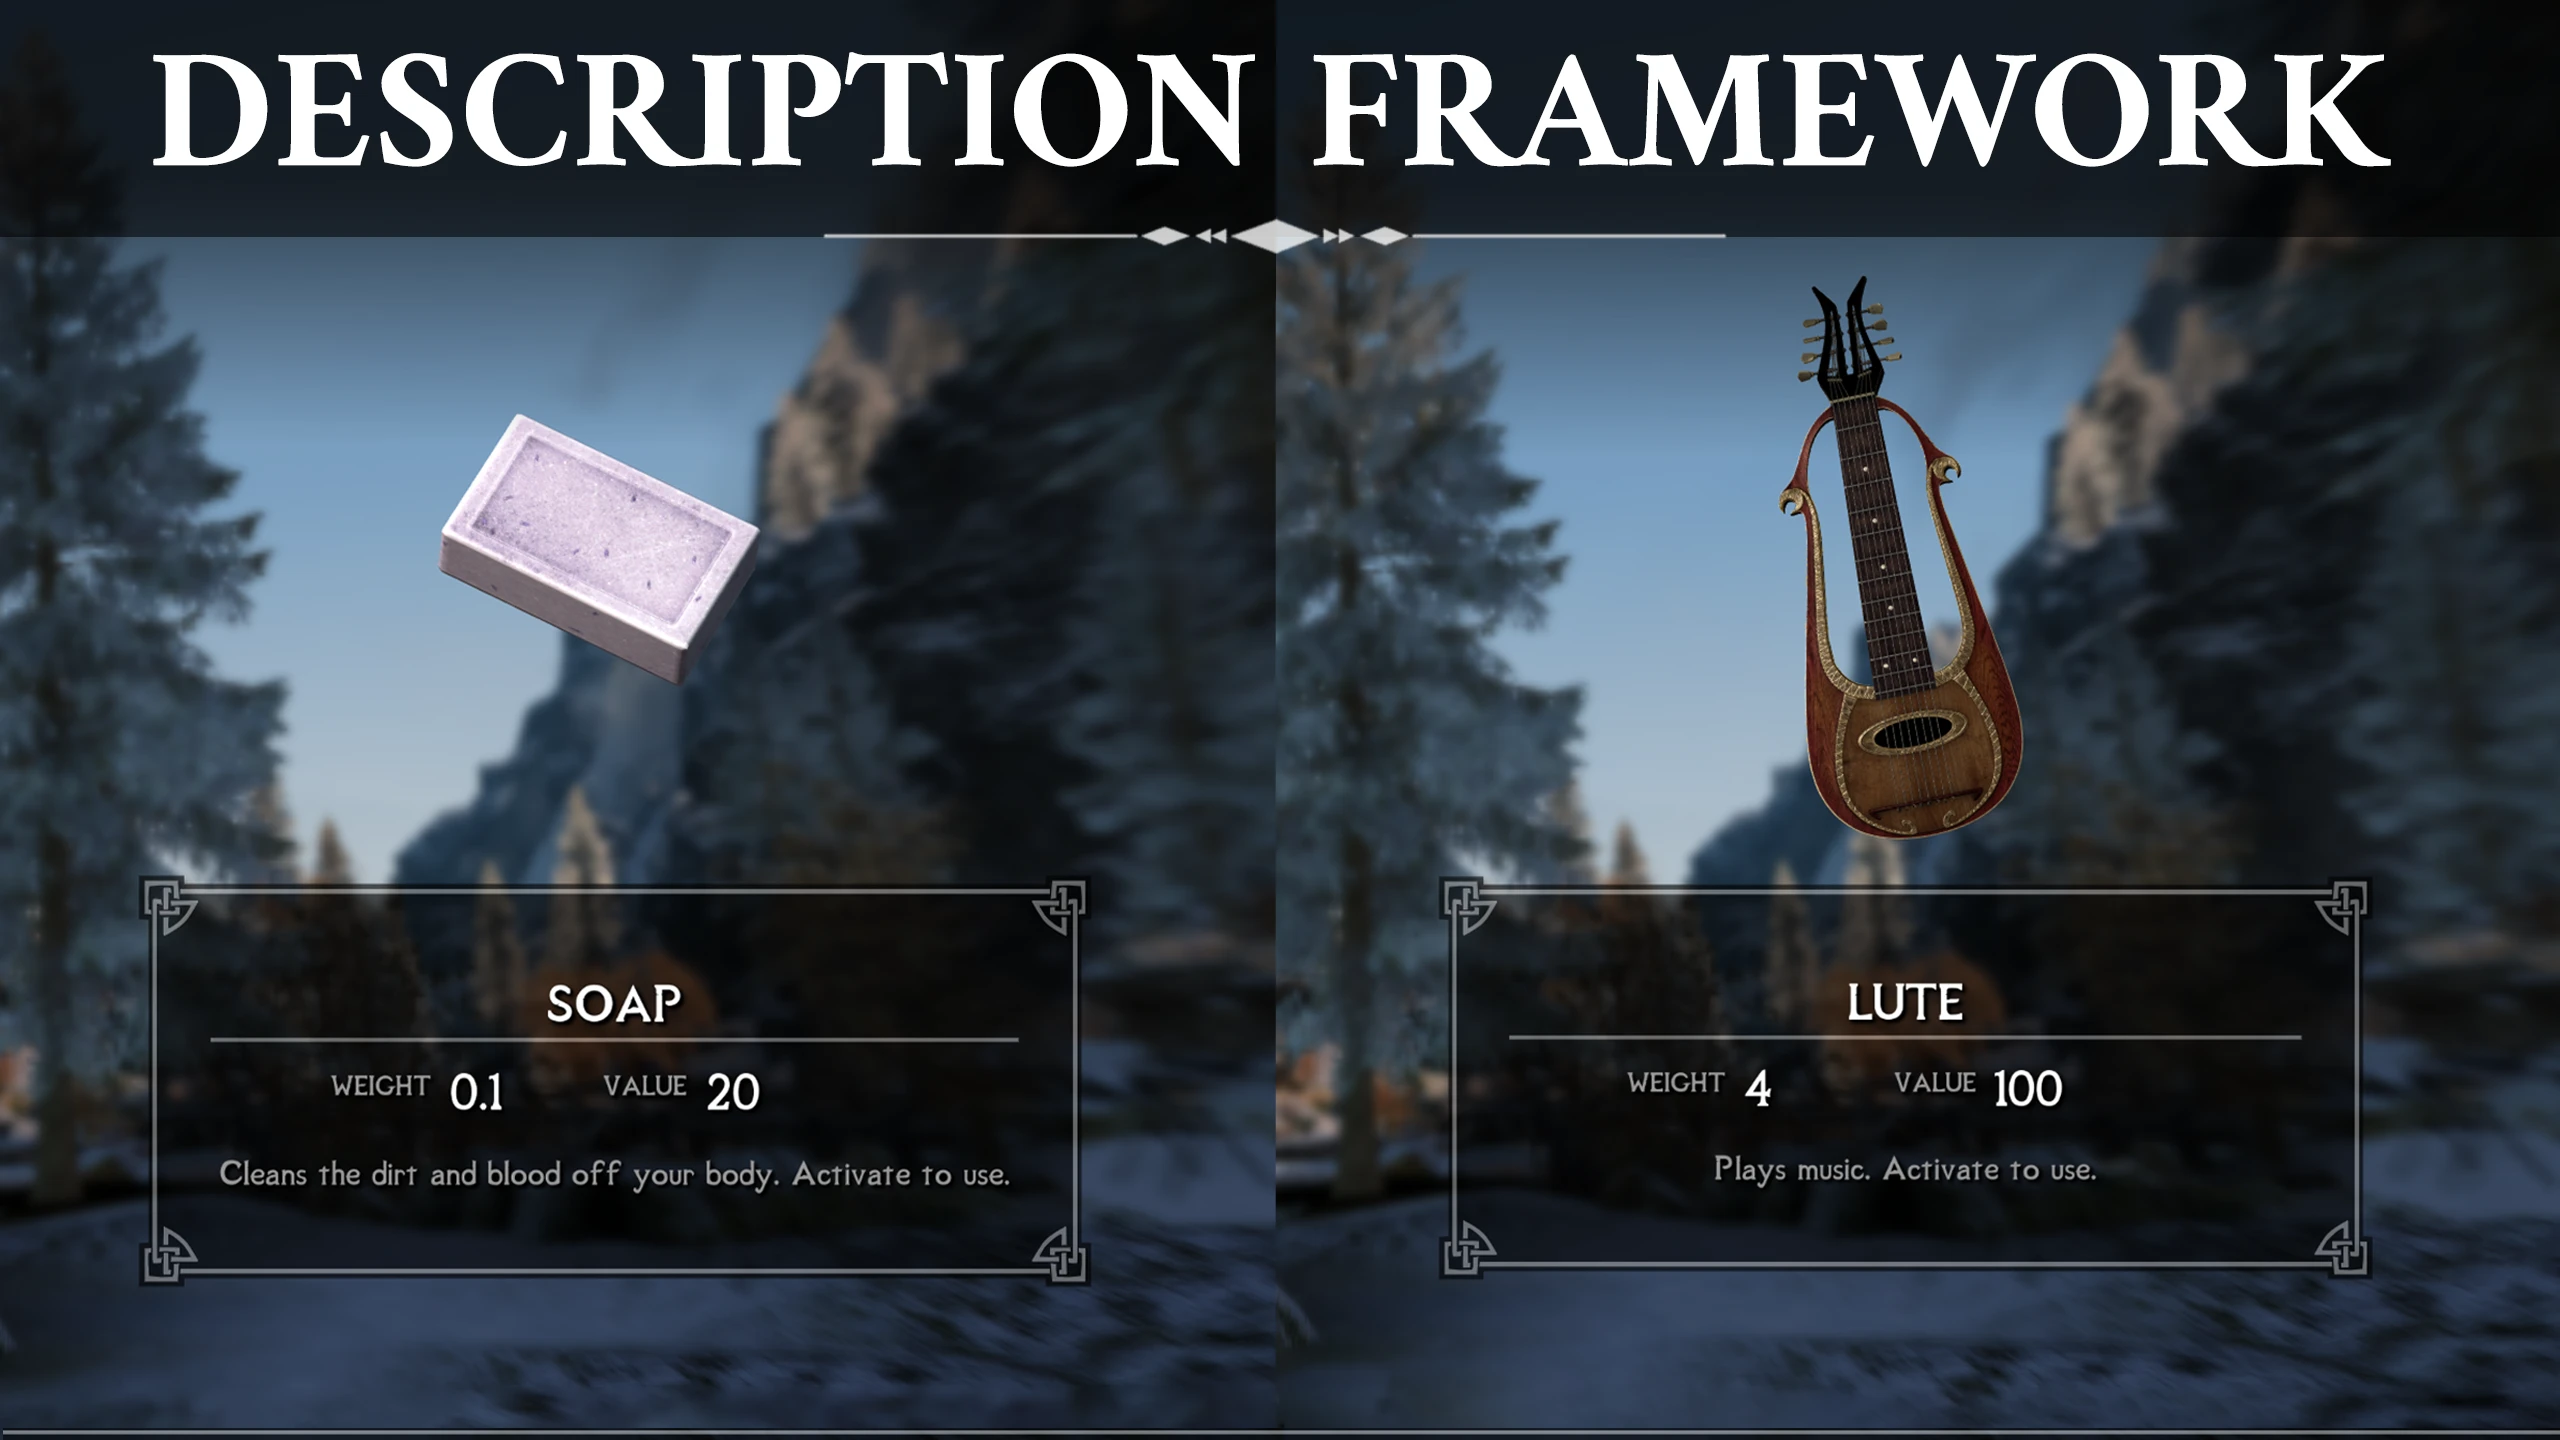 DESCRIPTION FRAMEWORK
SOAP
WEIGHT 0.1 VALUE 20
Cleans the dirt and blood off your body. Activate to use.
LUTE
WEIGHT 4 VALUE 100
Plays music. Activate to use.